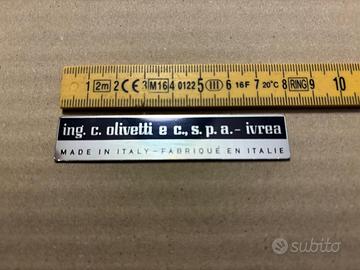 1 2m 2 CE 3 M16 4 0122 5 III 6 16F 7 20°C 8 RING 9 10
ing. c. olivetti e c., s. p. a. - ivrea
MADE IN ITALY - FABRIQUÉ EN ITALIE
subito